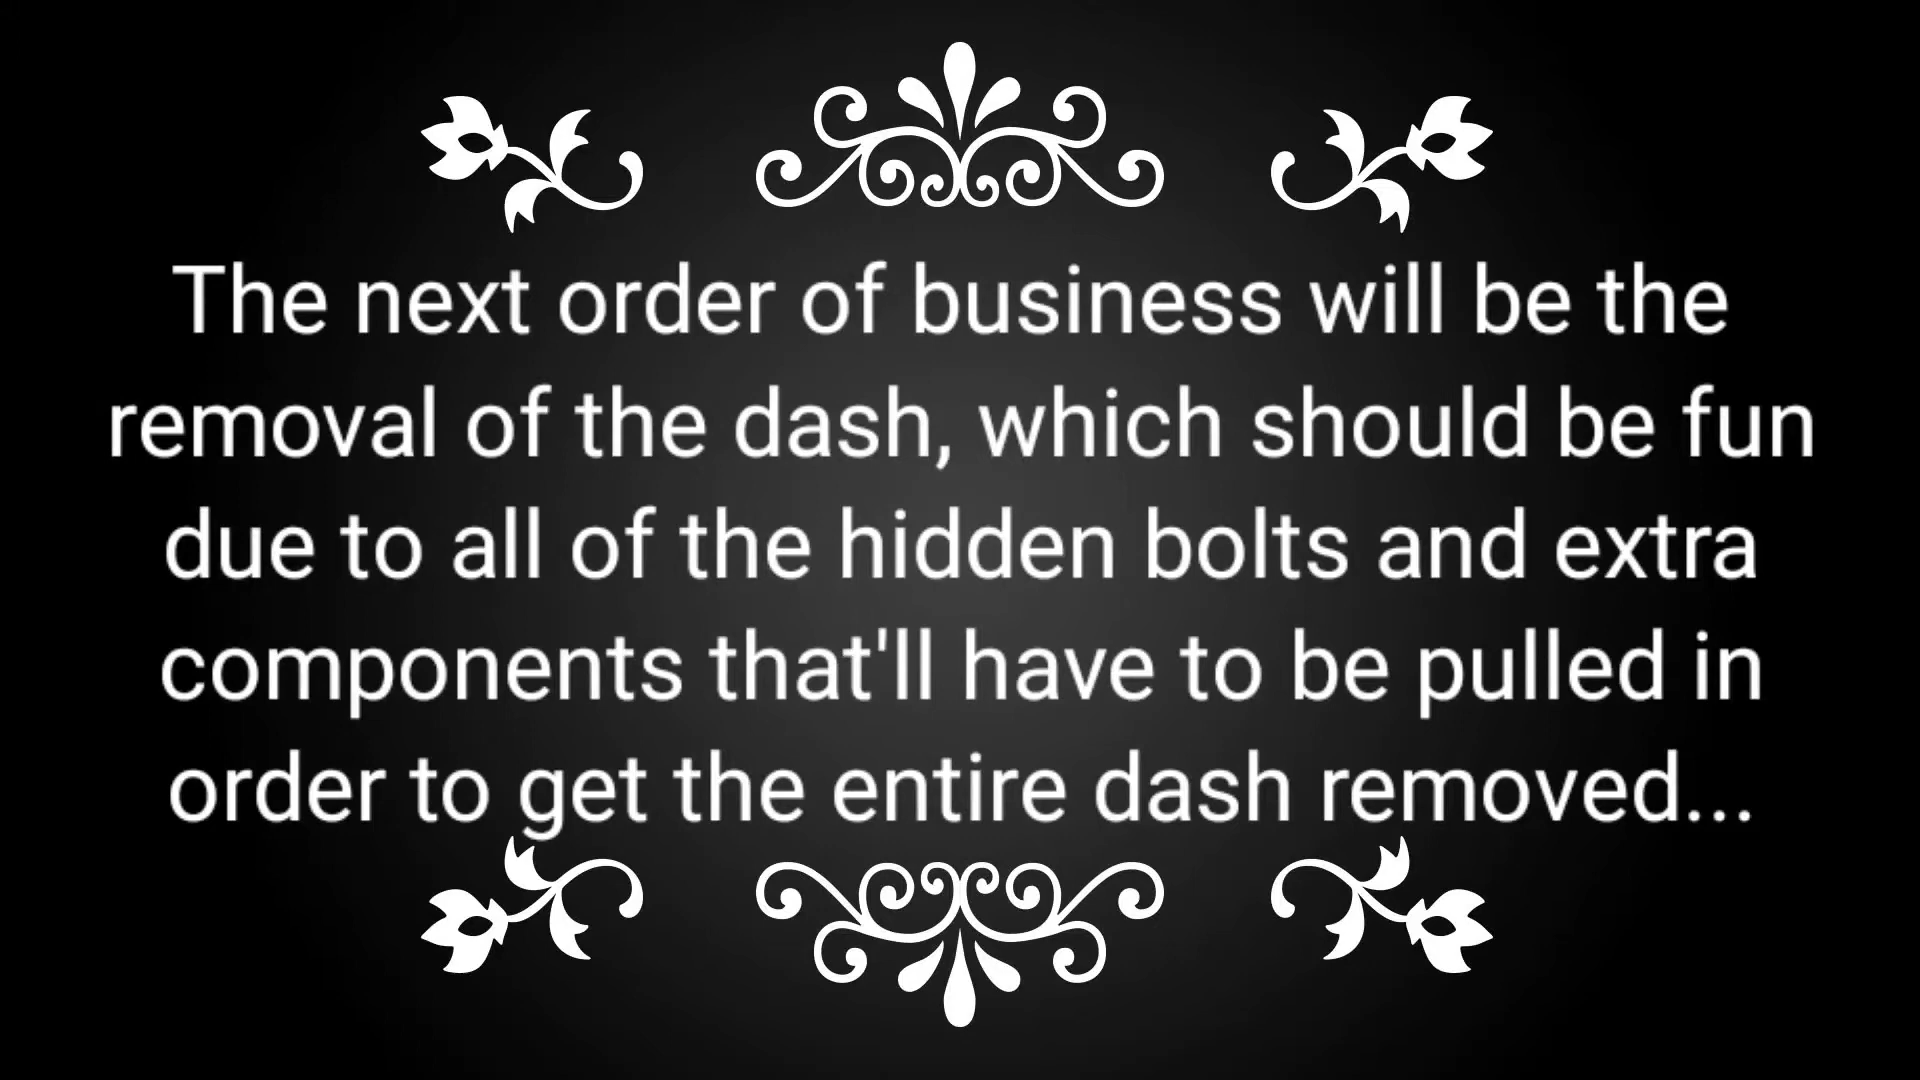 The next order of business will be the
removal of the dash, which should be fun
due to all of the hidden bolts and extra
components that'll have to be pulled in
order to get the entire dash removed...